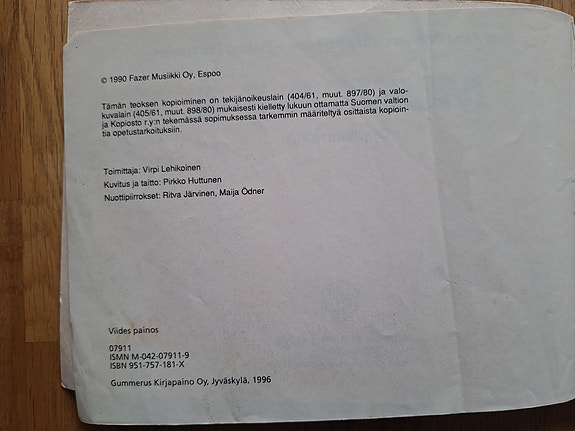 © 1990 Fazer Musiikki Oy, Espoo
Tämän teoksen kopioiminen on tekijänoikeuslain (404/61, muut. 897/80) ja valo-
kuvalain (405/61, muut. 898/80) mukaisesti kielletty lukuun ottamatta Suomen valtion
ja Kopiosto r.y:n tekemässä sopimuksessa tarkemmin määriteltyä osittaista kopioin-
tia opetustarkoituksiin.
Toimittaja: Virpi Lehikoinen
Kuvitus ja taitto: Pirkko Huttunen
Nuottipiirrokset: Ritva Järvinen, Maija Ödner
Viides painos
07911
ISMN M-042-07911-9
ISBN 951-757-181-X
Gummerus Kirjapaino Oy, Jyväskylä, 1996